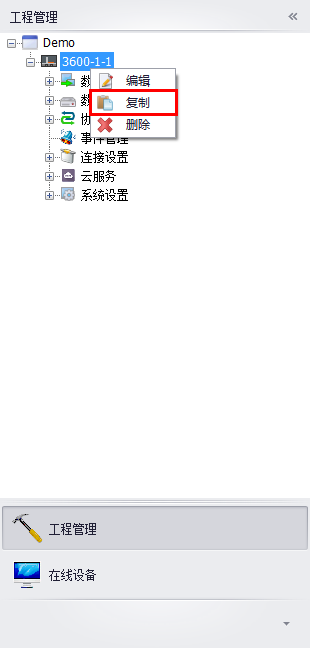 工程管理
Demo
3600-1-1
编辑
数
复制
数
删除
协
事件管理
连接设置
云服务
系统设置
工程管理
在线设备